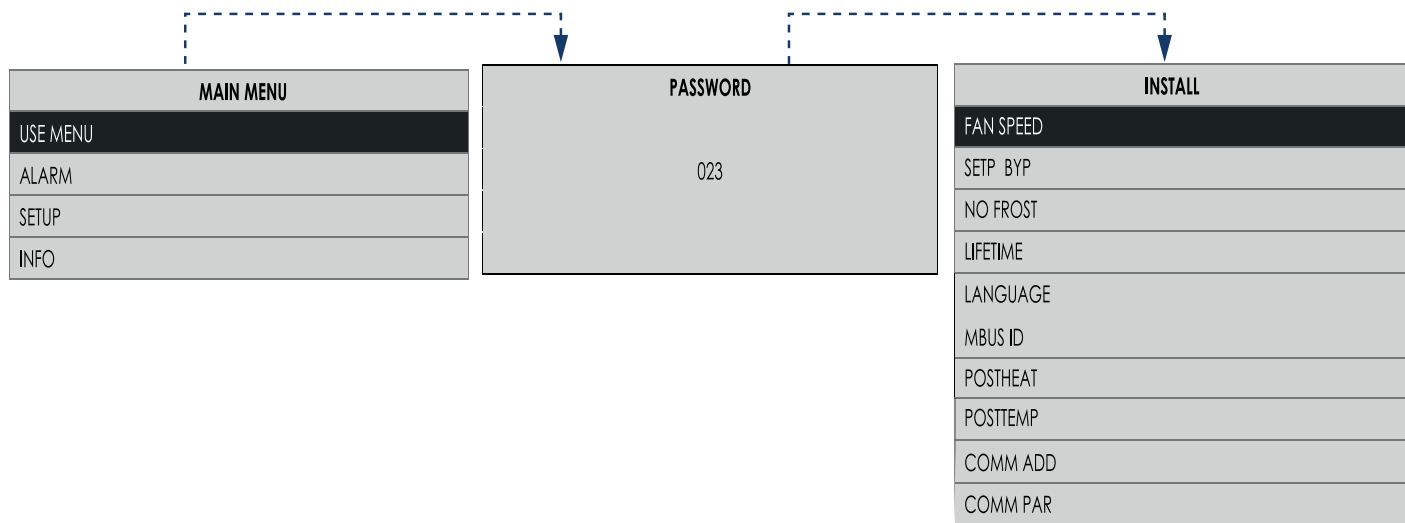 MAIN MENU
USE MENU
ALARM
SETUP
INFO
PASSWORD
023
INSTALL
FAN SPEED
SETP BYP
NO FROST
LIFETIME
LANGUAGE
MBUS ID
POSTHEAT
POSTTEMP
COMM ADD
COMM PAR